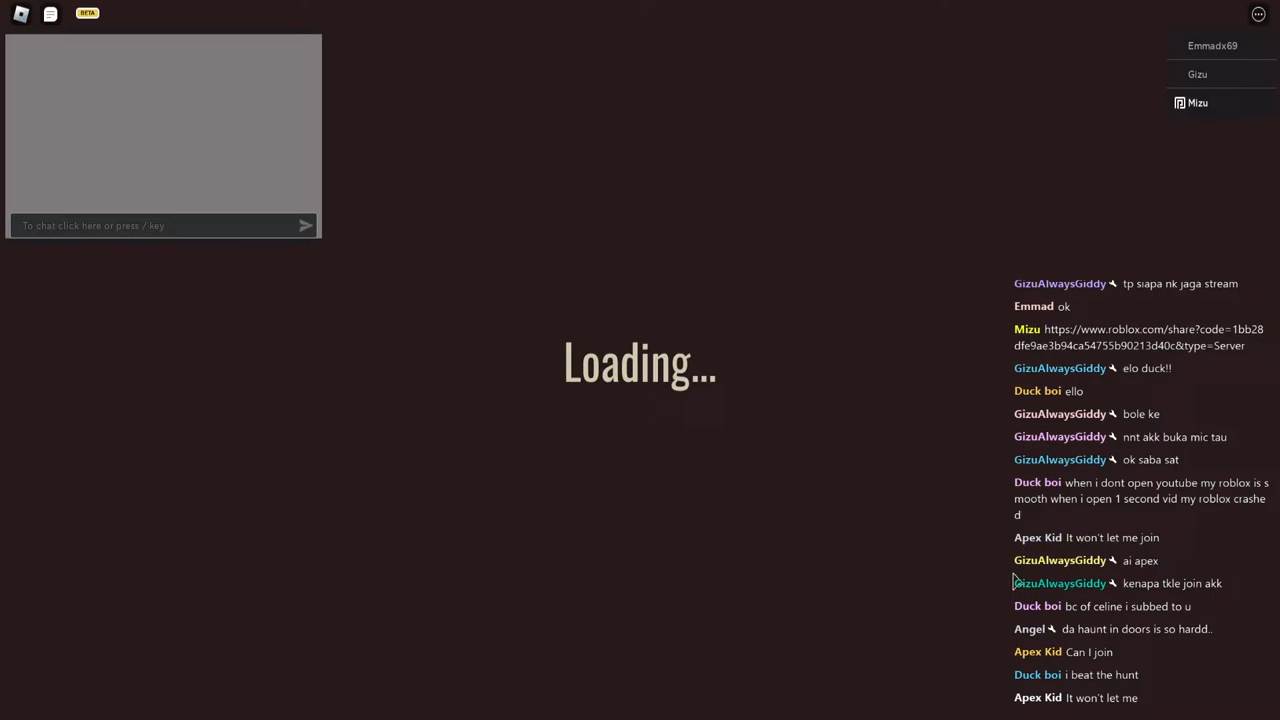 BETA
To chat click here or press / key
Emmadx69
Gizu
Mizu
Loading...
GizuAlwaysGiddy tp siapa nk jaga stream
Emmad ok
Mizu https://www.roblox.com/share?code=1bb28
dfe9ae3b94ca54755b90213d40c&type=Server
GizuAlwaysGiddy elo duck!!
Duck boi ello
GizuAlwaysGiddy bole ke
GizuAlwaysGiddy nnt akk buka mic tau
GizuAlwaysGiddy ok saba sat
Duck boi when i dont open youtube my roblox is s
mooth when i open 1 second vid my roblox crashe
d
Apex Kid It won't let me join
GizuAlwaysGiddy ai apex
GizuAlwaysGiddy kenapa tkle join akk
Duck boi bc of celine i subbed to u
Angel da haunt in doors is so hardd..
Apex Kid Can I join
Duck boi i beat the hunt
Apex Kid It won't let me